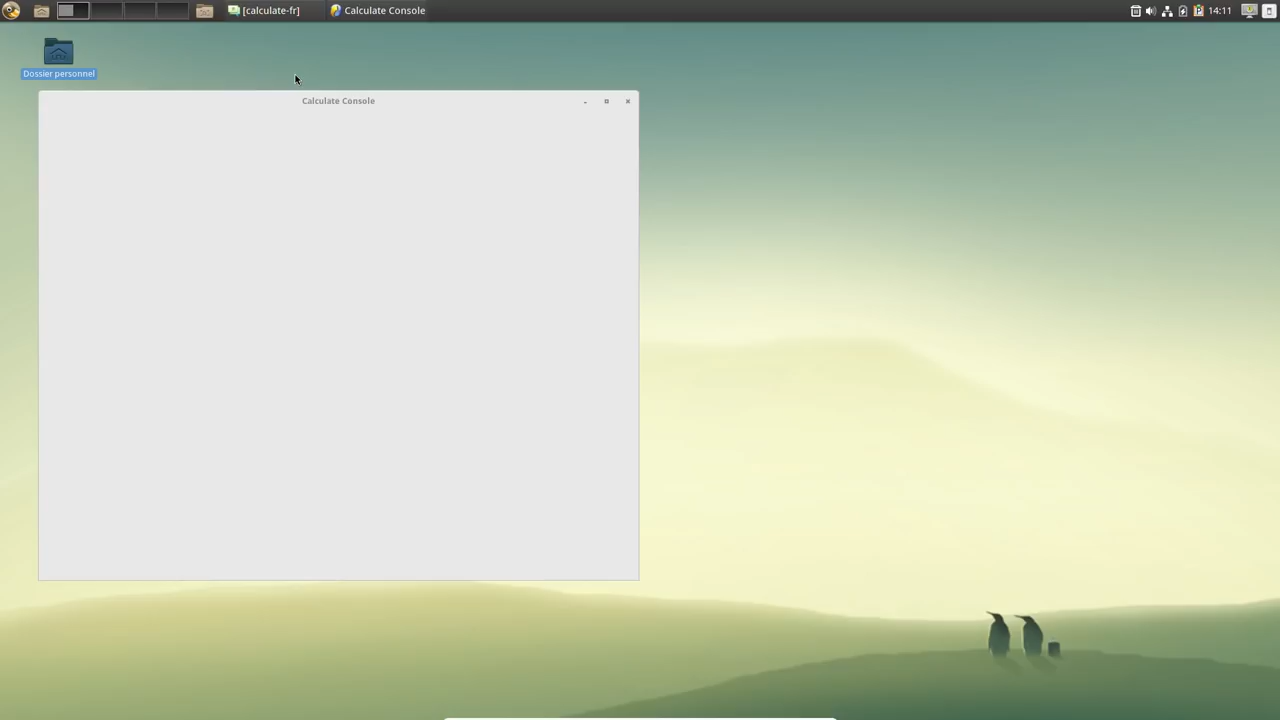 [calculate-fr] Calculate Console 14:11
Dossier personnel
Calculate Console